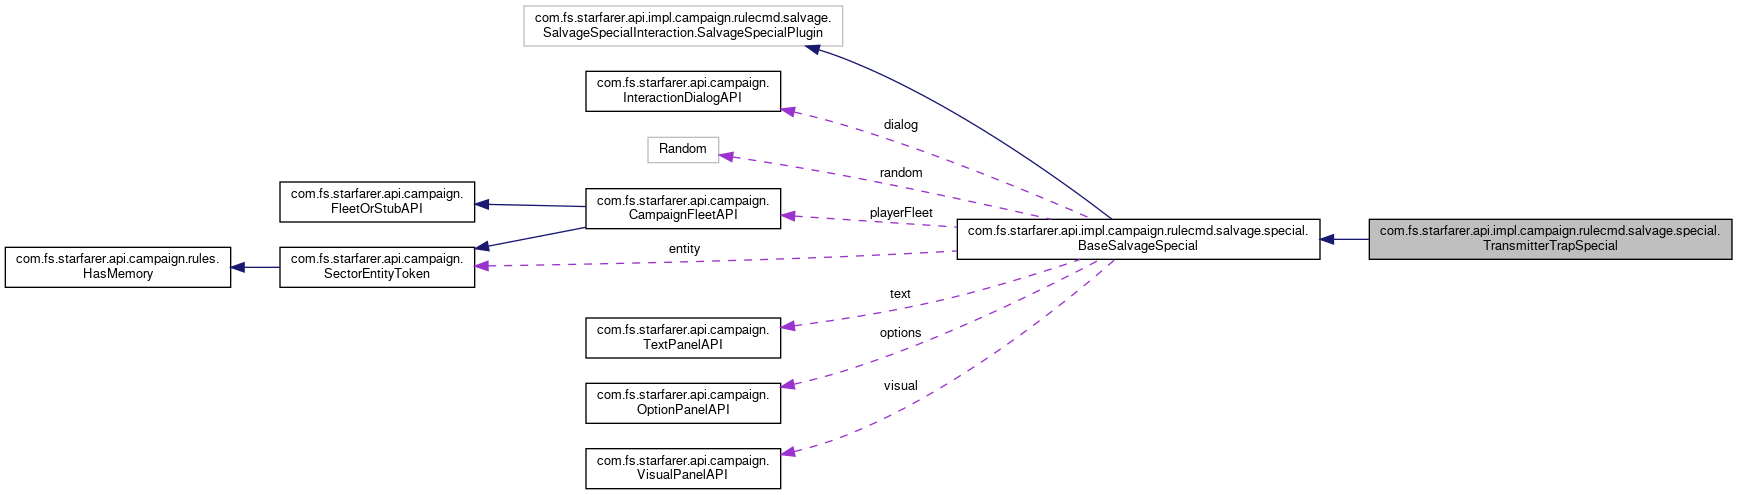 com.fs.starfarer.api.impl.campaign.rulecmd.salvage.
SalvageSpecialInteraction.SalvageSpecialPlugin
com.fs.starfarer.api.campaign.
InteractionDialogAPI
dialog
Random
random
com.fs.starfarer.api.campaign.
FleetOrStubAPI
com.fs.starfarer.api.campaign.
CampaignFleetAPI
playerFleet
com.fs.starfarer.api.impl.campaign.rulecmd.salvage.special.
BaseSalvageSpecial
com.fs.starfarer.api.impl.campaign.rulecmd.salvage.special.
TransmitterTrapSpecial
com.fs.starfarer.api.campaign.rules.
HasMemory
com.fs.starfarer.api.campaign.
SectorEntityToken
entity
com.fs.starfarer.api.campaign.
TextPanelAPI
text
com.fs.starfarer.api.campaign.
OptionPanelAPI
options
com.fs.starfarer.api.campaign.
VisualPanelAPI
visual